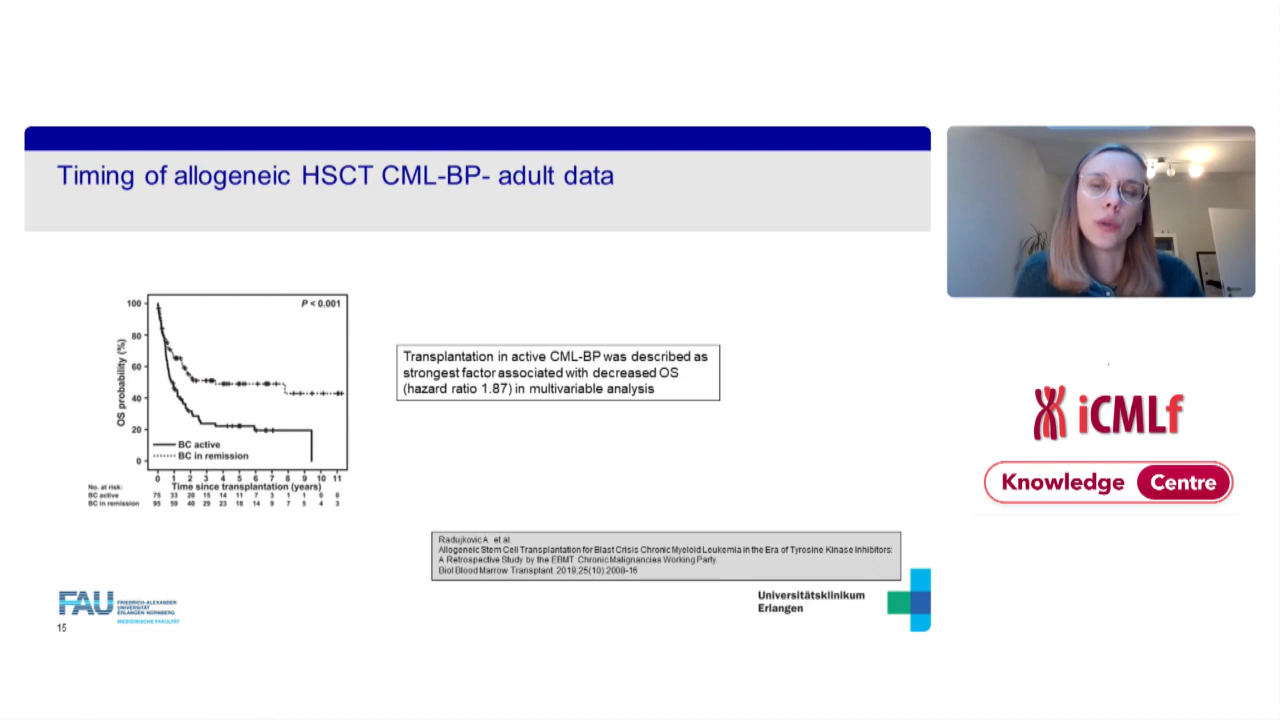 Timing of allogeneic HSCT CML-BP- adult data
P < 0.001
OS probability (%)
100
80
60
40
20
0
BC active
BC in remission
0 1 2 3 4 5 6 7 8 9 10 11
Time since transplantation (years)
No. at risk:
BC active 75 33 20 15 14 11 7 3 1 1 0 0
BC in remission 95 59 40 29 23 18 14 9 7 5 4 3
Transplantation in active CML-BP was described as
strongest factor associated with decreased OS
(hazard ratio 1.87) in multivariable analysis
Radujkovic A. et al.
Allogeneic Stem Cell Transplantation for Blast Crisis Chronic Myeloid Leukemia in the Era of Tyrosine Kinase Inhibitors:
A Retrospective Study by the EBMT Chronic Malignancies Working Party.
Biol Blood Marrow Transplant. 2019;25(10):2008-16
FAU
FRIEDRICH-ALEXANDER
UNIVERSITÄT
ERLANGEN-NÜRNBERG
MEDIZINISCHE FAKULTÄT
Universitätsklinikum
Erlangen
15
iCMLf
Knowledge Centre